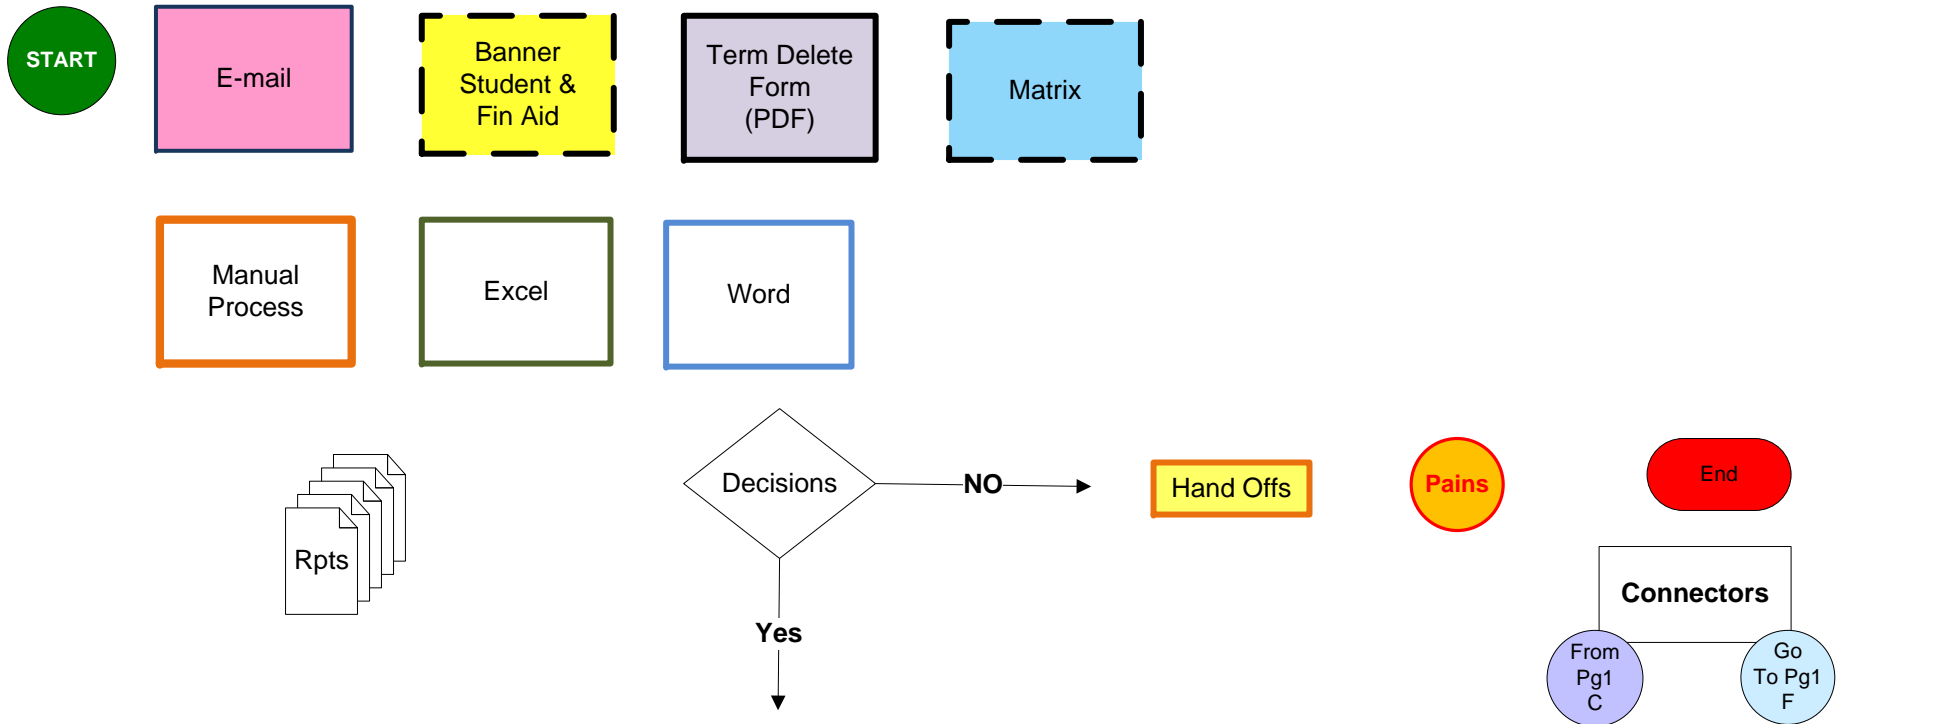 START
E-mail
Banner
Student &
Fin Aid
Term Delete
Form
(PDF)
Matrix
Manual
Process
Excel
Word
Rpts
Decisions
NO
Yes
Hand Offs
Pains
End
Connectors
From
Pg1
C
Go
To Pg1
F